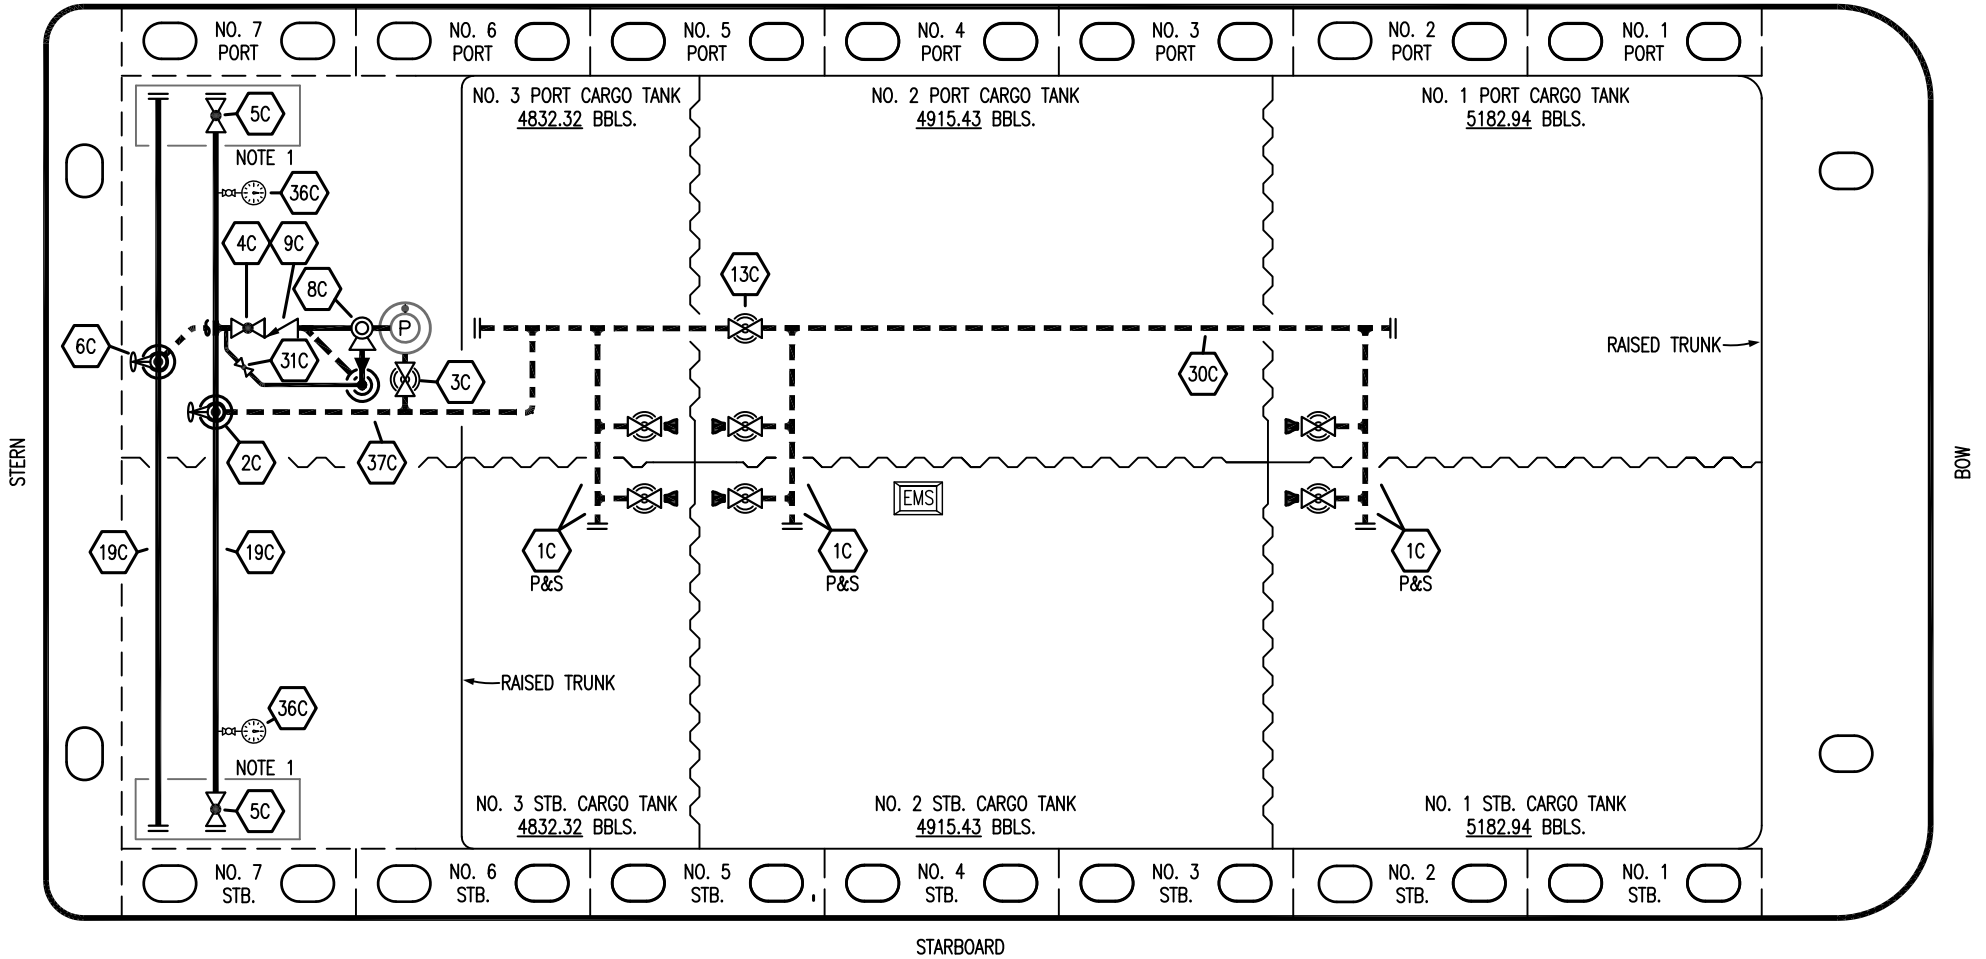 NO. 7
PORT
NO. 6
PORT
NO. 5
PORT
NO. 4
PORT
NO. 3
PORT
NO. 2
PORT
NO. 1
PORT
NO. 3 PORT CARGO TANK
4832.32 BBLS.
NO. 2 PORT CARGO TANK
4915.43 BBLS.
NO. 1 PORT CARGO TANK
5182.94 BBLS.
5C
NOTE 1
36C
4C
9C
8C
13C
P
6C
31C
3C
30C
RAISED TRUNK
2C
37C
STERN
BOW
EMS
19C
19C
1C
P&S
1C
P&S
1C
P&S
RAISED TRUNK
36C
NOTE 1
5C
NO. 3 STB. CARGO TANK
4832.32 BBLS.
NO. 2 STB. CARGO TANK
4915.43 BBLS.
NO. 1 STB. CARGO TANK
5182.94 BBLS.
NO. 7
STB.
NO. 6
STB.
NO. 5
STB.
NO. 4
STB.
NO. 3
STB.
NO. 2
STB.
NO. 1
STB.
STARBOARD